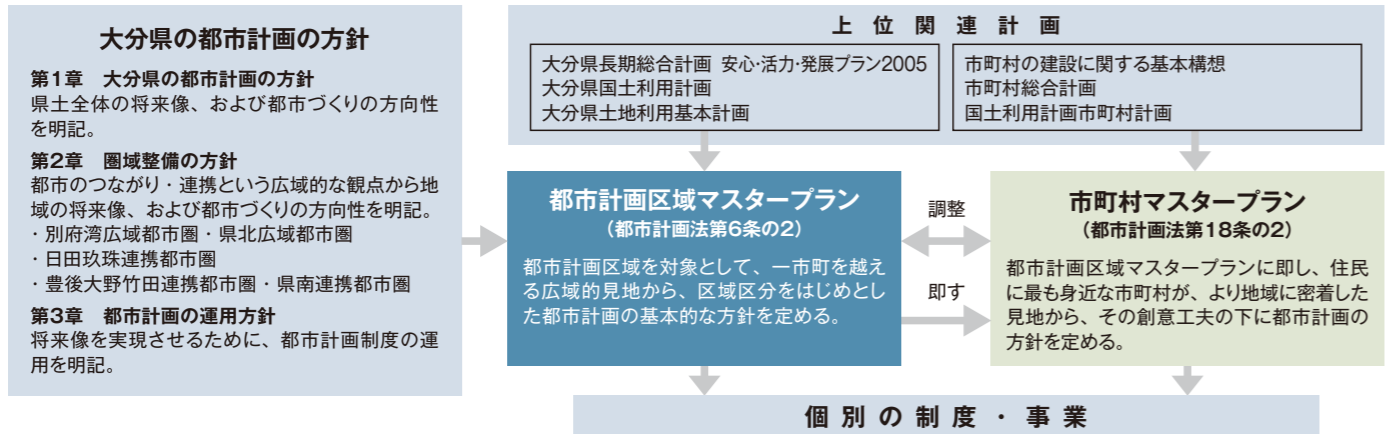 大分県の都市計画の方針
第1章 大分県の都市計画の方針
県土全体の将来像、および都市づくりの方向性
を明記。
第2章 圏域整備の方針
都市のつながり・連携という広域的な観点から地
域の将来像、および都市づくりの方向性を明記。
・別府湾広域都市圏・県北広域都市圏
・日田玖珠連携都市圏
・豊後大野竹田連携都市圏・県南連携都市圏
第3章 都市計画の運用方針
将来像を実現させるために、都市計画制度の運
用を明記。
上位関連計画
大分県長期総合計画 安心・活力・発展プラン2005
大分県国土利用計画
大分県土地利用基本計画
市町村の建設に関する基本構想
市町村総合計画
国土利用計画市町村計画
都市計画区域マスタープラン
（都市計画法第6条の2）
都市計画区域を対象として、一市町を越え
る広域的見地から、区域区分をはじめとし
た都市計画の基本的な方針を定める。
調整
即す
市町村マスタープラン
（都市計画法第18条の2）
都市計画区域マスタープランに即し、住民
に最も身近な市町村が、より地域に密着した
見地から、その創意工夫の下に都市計画の
方針を定める。
個別の制度・事業